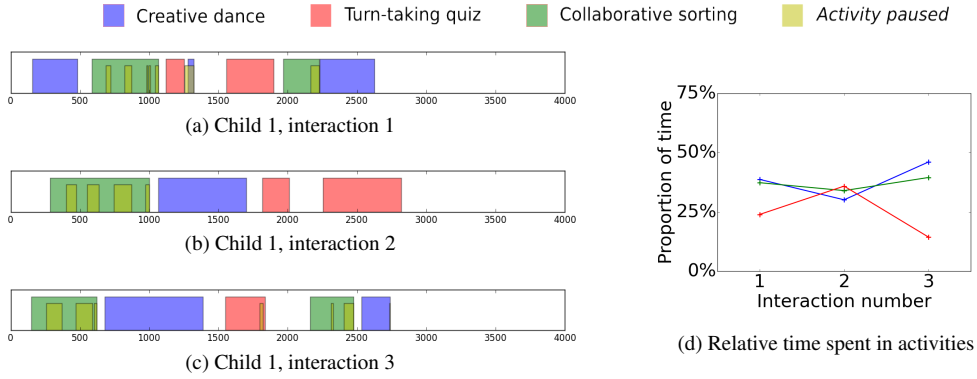 Creative dance Turn-taking quiz Collaborative sorting Activity paused
0 500 1000 1500 2000 2500 3000 3500 4000
(a) Child 1, interaction 1
0 500 1000 1500 2000 2500 3000 3500 4000
(b) Child 1, interaction 2
0 500 1000 1500 2000 2500 3000 3500 4000
(c) Child 1, interaction 3
Proportion of time
75%
50%
25%
0%
1 2 3
Interaction number
(d) Relative time spent in activities